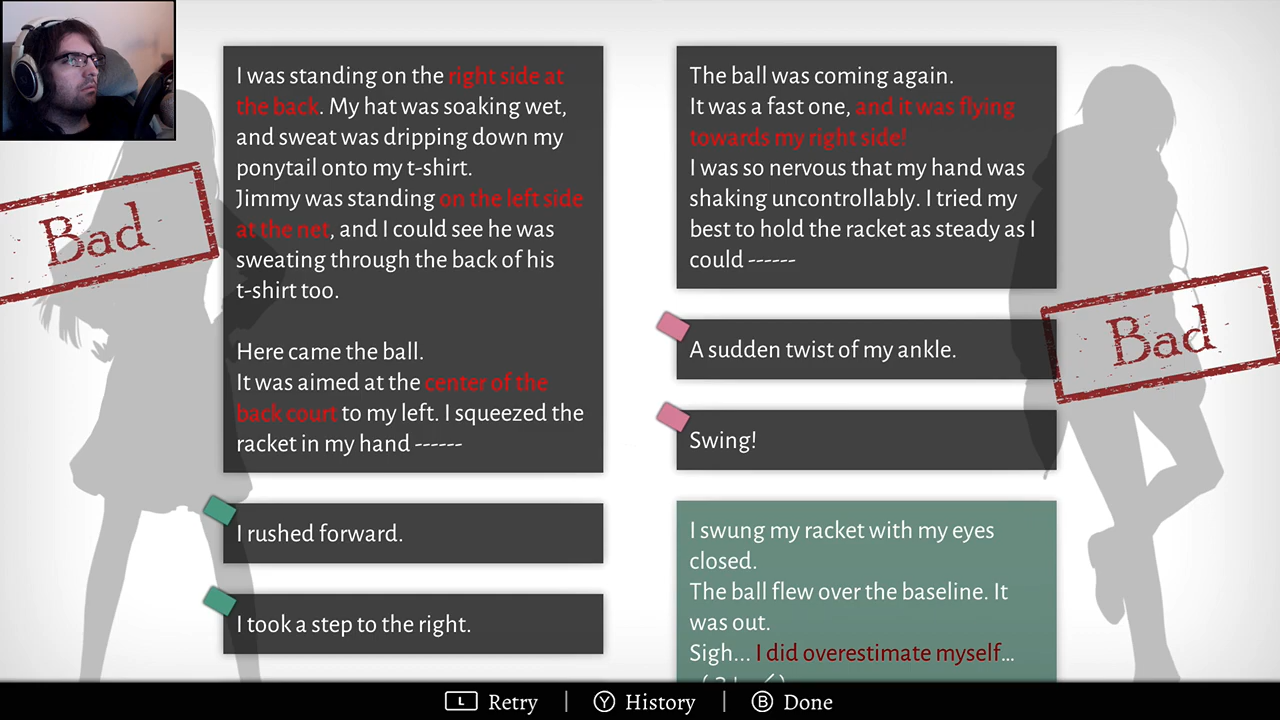 I was standing on the right side at
the back. My hat was soaking wet,
and sweat was dripping down my
ponytail onto my t-shirt.
Jimmy was standing on the left side
at the net, and I could see he was
sweating through the back of his
t-shirt too.
Here came the ball.
It was aimed at the center of the
back court to my left. I squeezed the
racket in my hand ------
I rushed forward.
I took a step to the right.
Bad
The ball was coming again.
It was a fast one, and it was flying
towards my right side!
I was so nervous that my hand was
shaking uncontrollably. I tried my
best to hold the racket as steady as I
could ------
A sudden twist of my ankle.
Swing!
I swung my racket with my eyes
closed.
The ball flew over the baseline. It
was out.
Sigh... I did overestimate myself...
Bad
L Retry | Y History | B Done